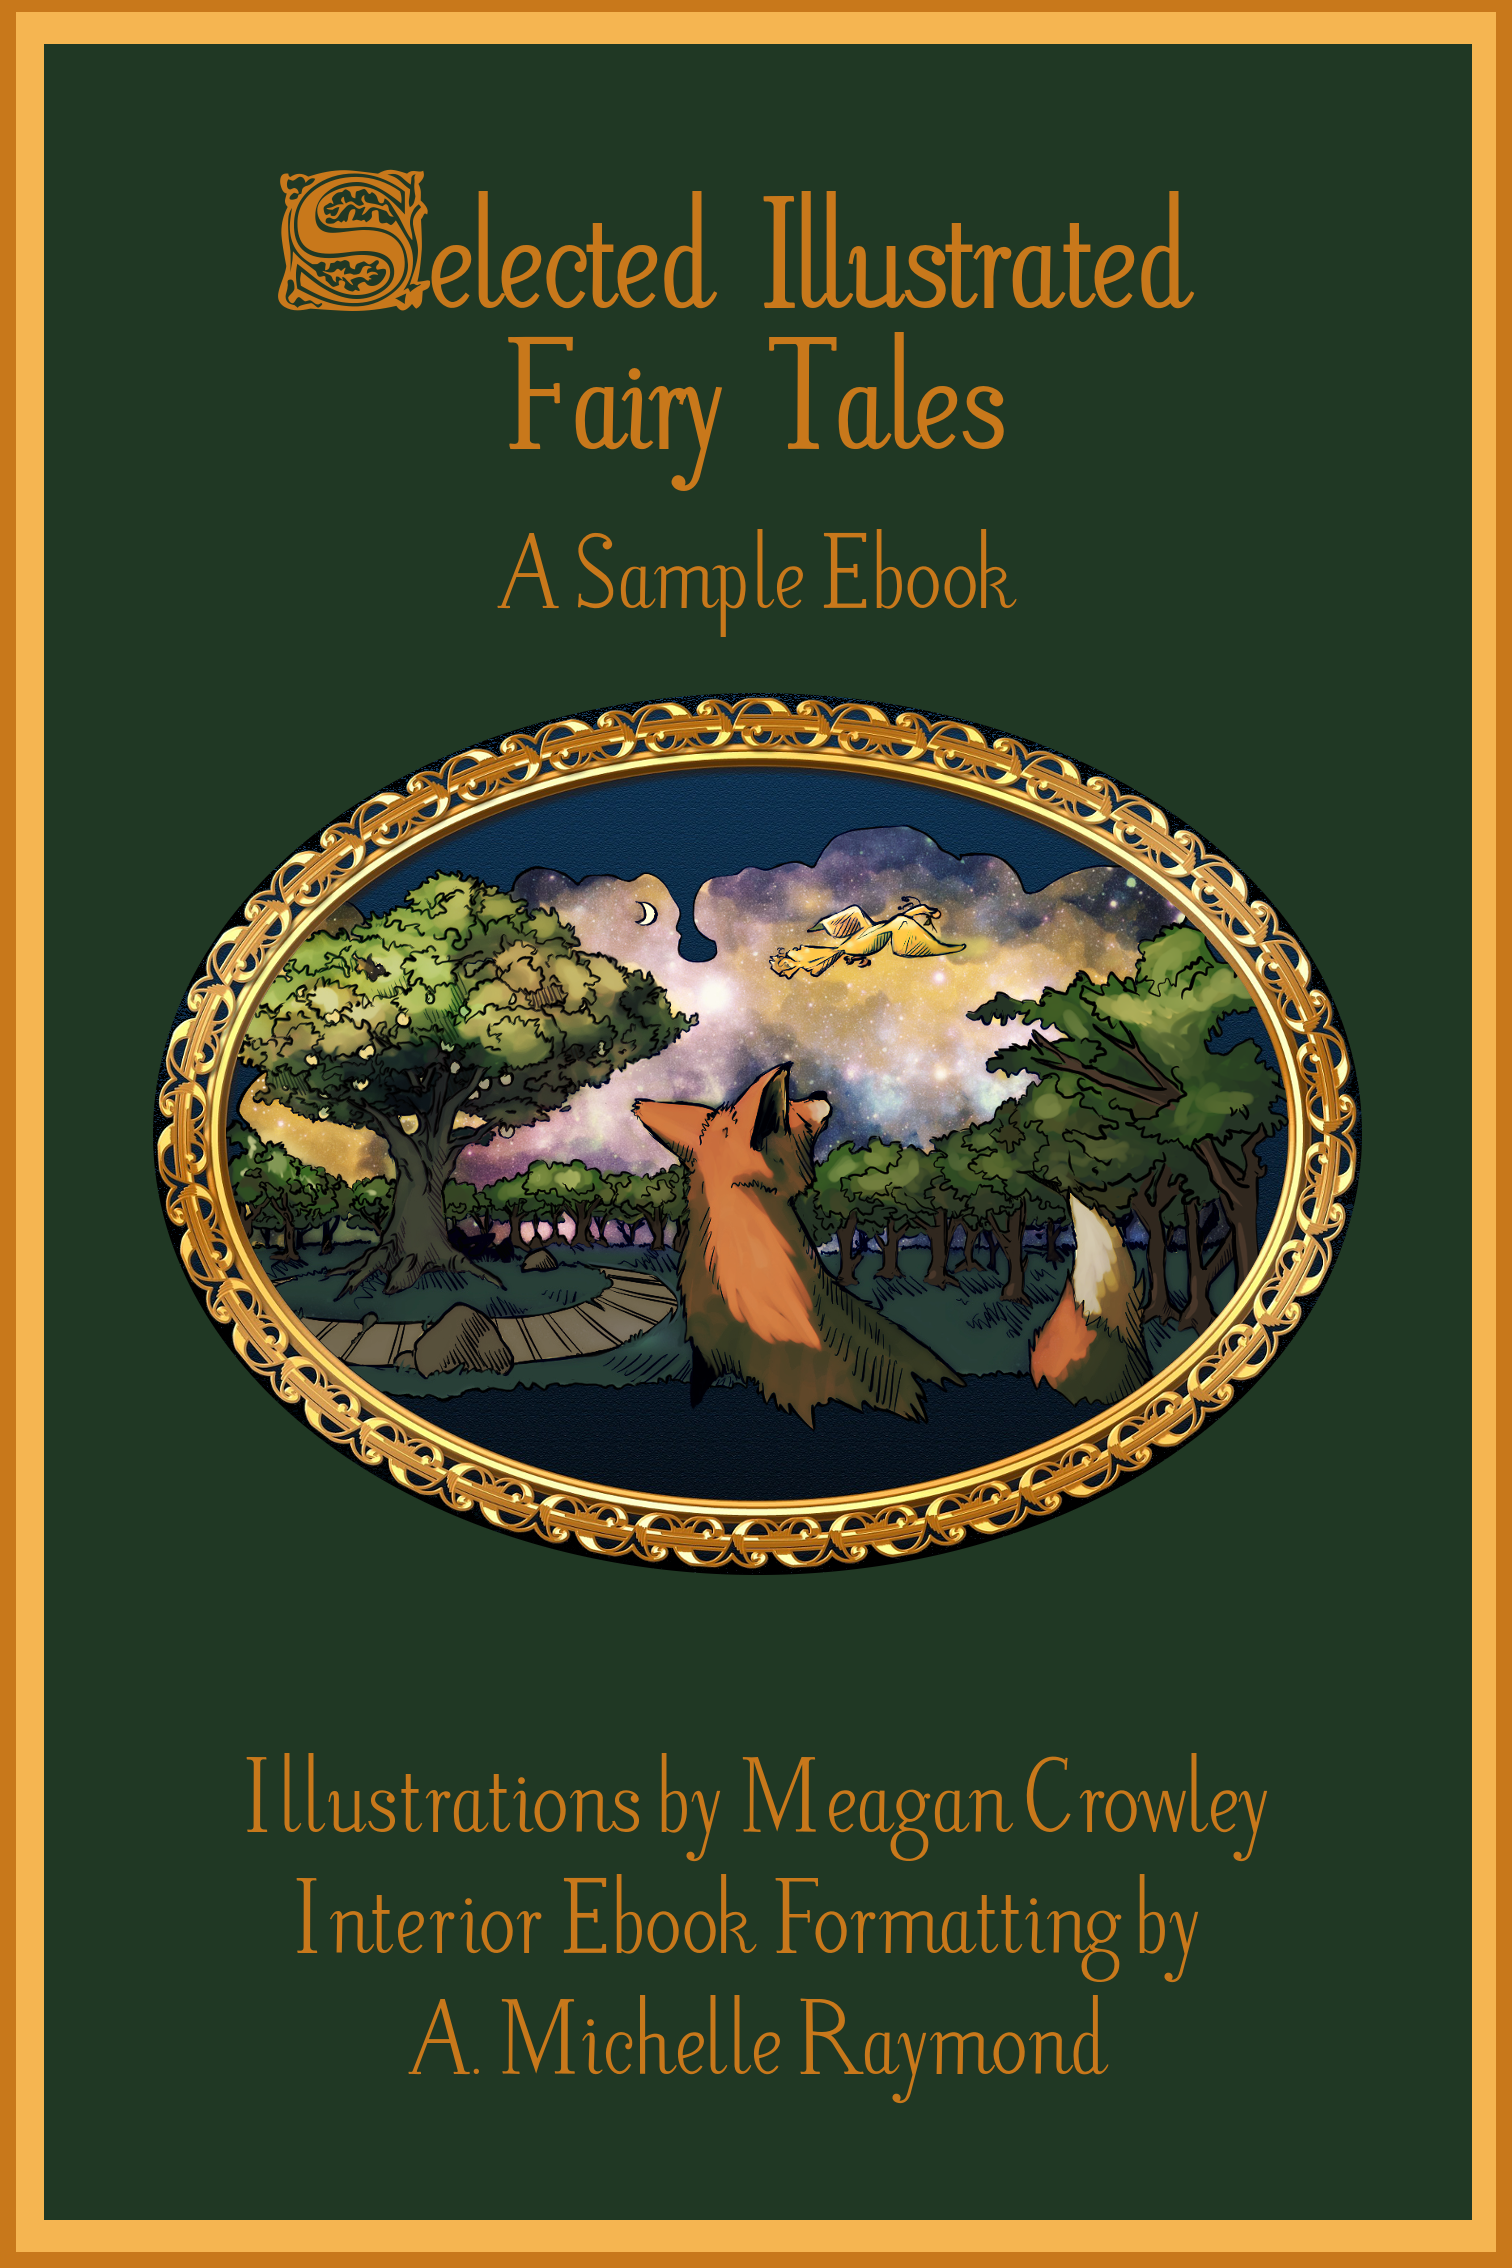 Selected Illustrated
Fairy Tales
A Sample Ebook
Illustrations by Meagan Crowley
Interior Ebook Formatting by
A. Michelle Raymond